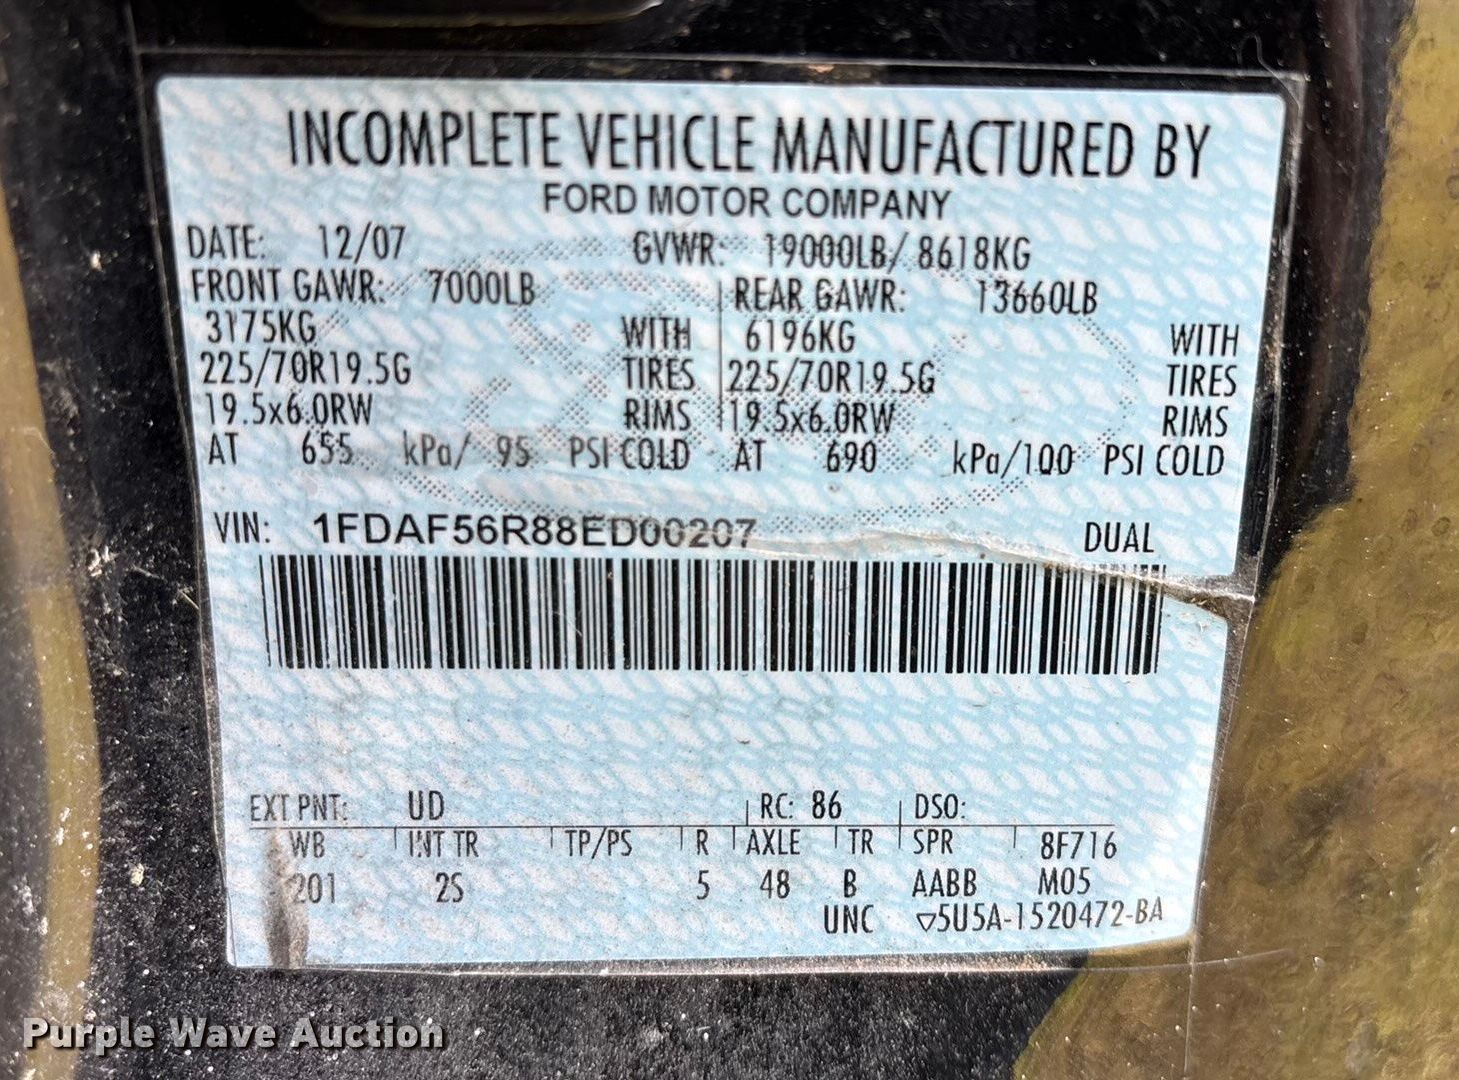 INCOMPLETE VEHICLE MANUFACTURED BY
FORD MOTOR COMPANY
DATE: 12/07 GVWR: 19000LB/ 8618KG
FRONT GAWR: 7000LB REAR GAWR: 13660LB
3175KG WITH 6196KG WITH
225/70R19.5G TIRES 225/70R19.5G TIRES
19.5x6.0RW RIMS 19.5x6.0RW RIMS
AT 655 kPa/ 95 PSI COLD AT 690 kPa/100 PSI COLD
VIN: 1FDAF56R88ED00207 DUAL
EXT PNT: UD RC: 86 DSO:
WB INT TR TP/PS R AXLE TR SPR 8F716
201 2S 5 48 B AABB M05
UNC ▽5U5A-1520472-BA
Purple Wave Auction